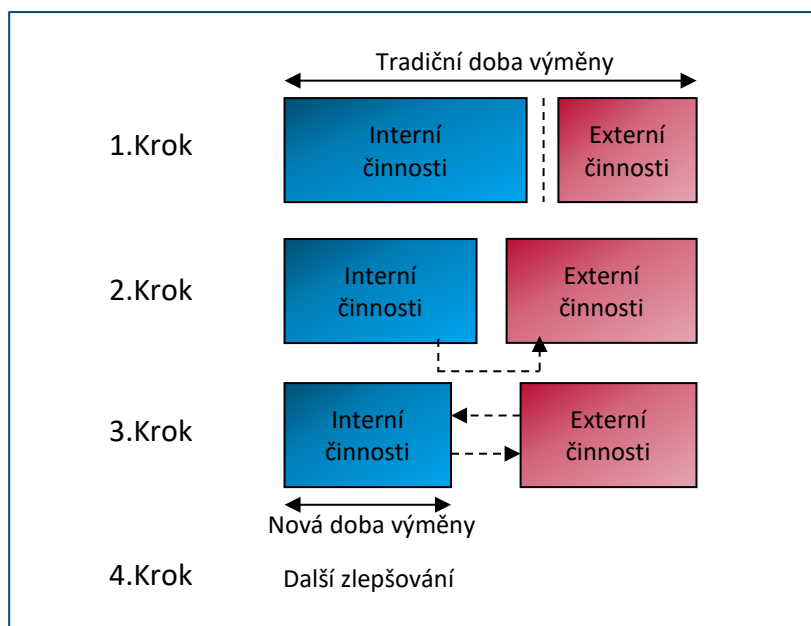 Tradiční doba výměny
1.Krok
Interní
činnosti
Externí
činnosti
2.Krok
Interní
činnosti
Externí
činnosti
3.Krok
Interní
činnosti
Externí
činnosti
Nová doba výměny
4.Krok
Další zlepšování